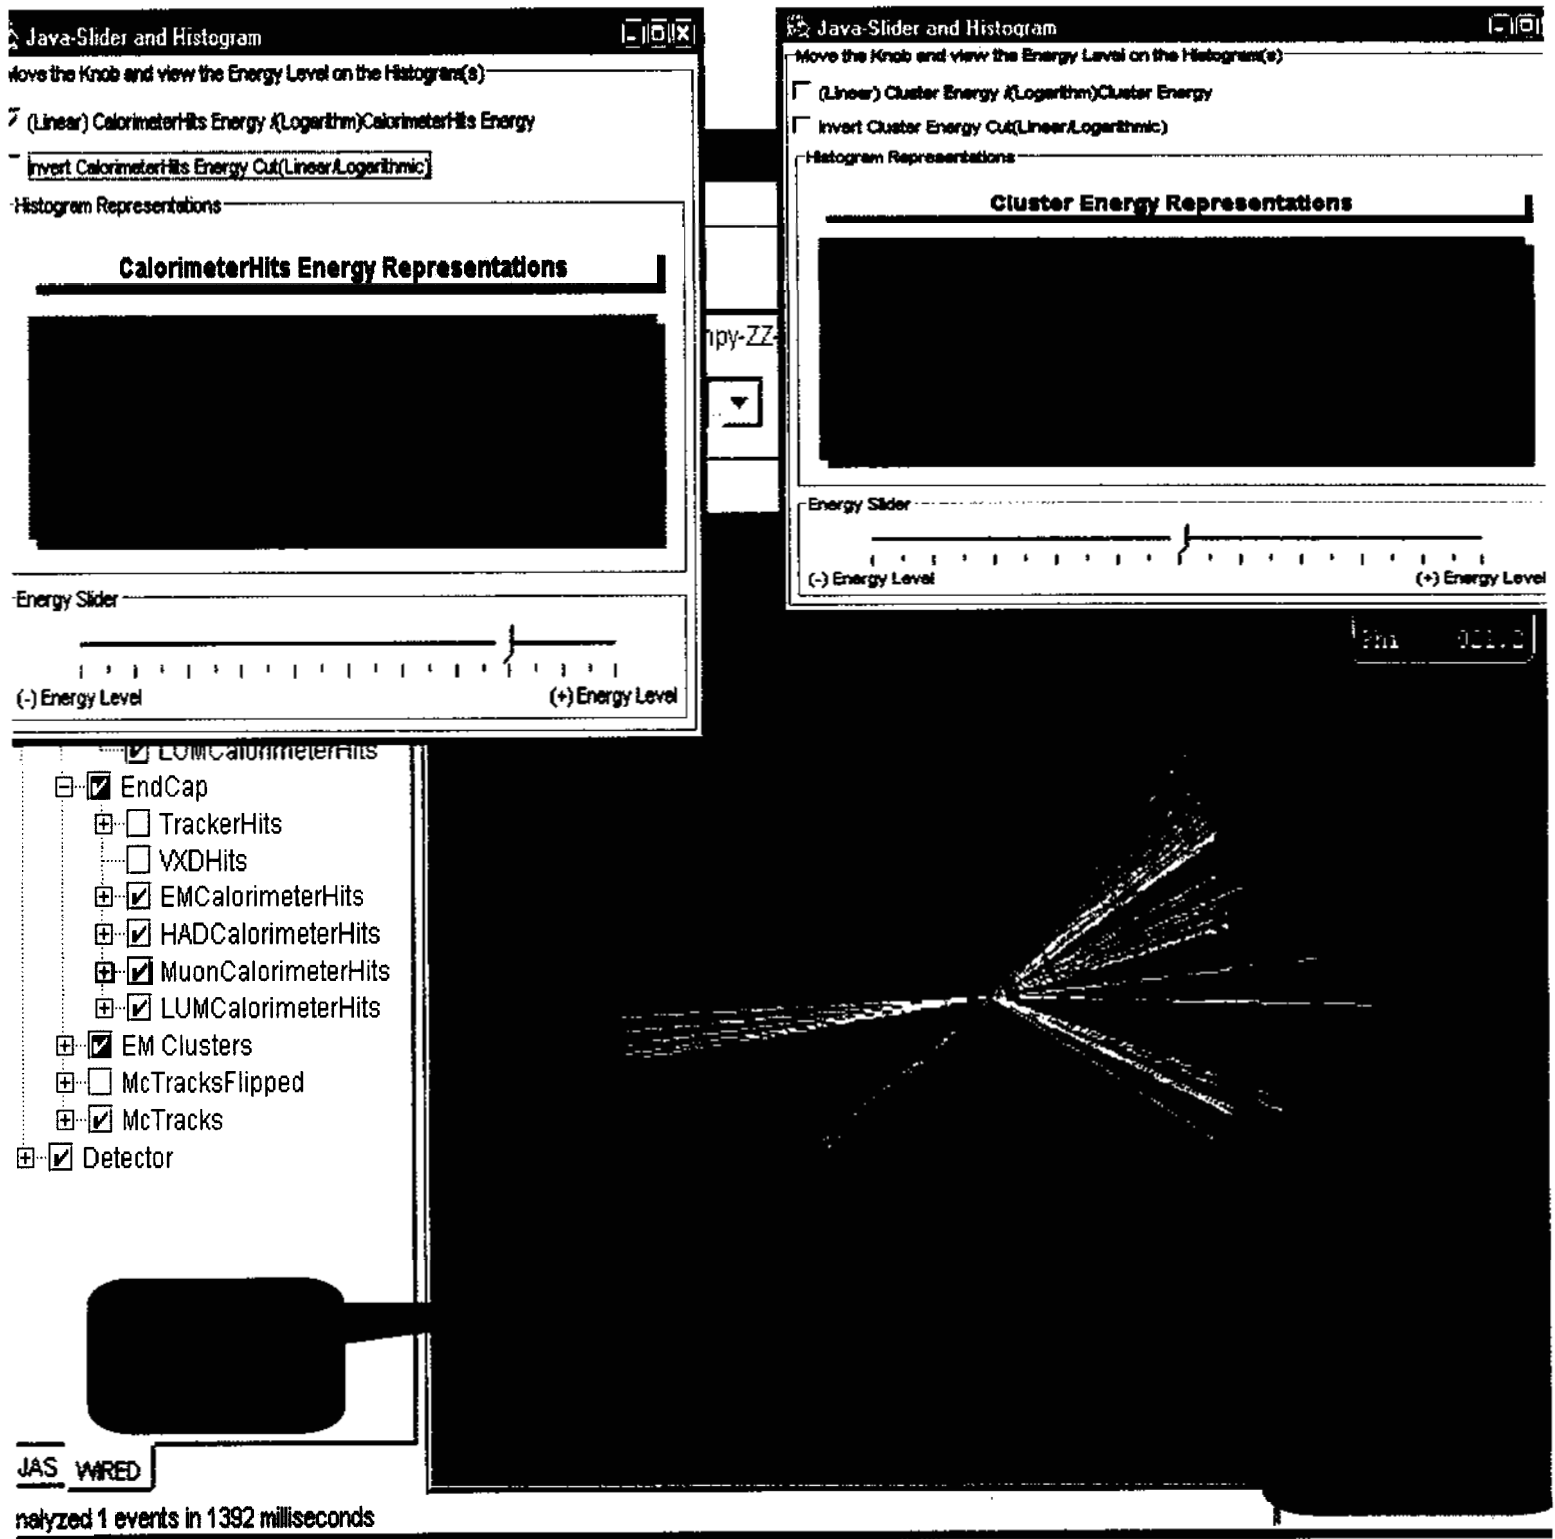 Java-Slider and Histogram
Move the Knob and view the Energy Level on the Histogram(s)
(Linear) CalorimeterHits Energy /(Logarithm)CalorimeterHits Energy
Invert CalorimeterHits Energy Cut(Linear/Logarithmic)
Histogram Representations
CalorimeterHits Energy Representations
Energy Slider
(-) Energy Level
(+) Energy Level
Java-Slider and Histogram
Move the Knob and view the Energy Level on the Histogram(s)
(Linear) Cluster Energy /(Logarithm)Cluster Energy
Invert Cluster Energy Cut(Linear/Logarithmic)
Histogram Representations
Cluster Energy Representations
Energy Slider
(-) Energy Level
(+) Energy Level
mpy-ZZ-
Phi
LUMCalorimeterHits
EndCap
TrackerHits
VXDHits
EMCalorimeterHits
HADCalorimeterHits
MuonCalorimeterHits
LUMCalorimeterHits
EM Clusters
McTracksFlipped
McTracks
Detector
JAS WIRED
nalyzed 1 events in 1392 milliseconds